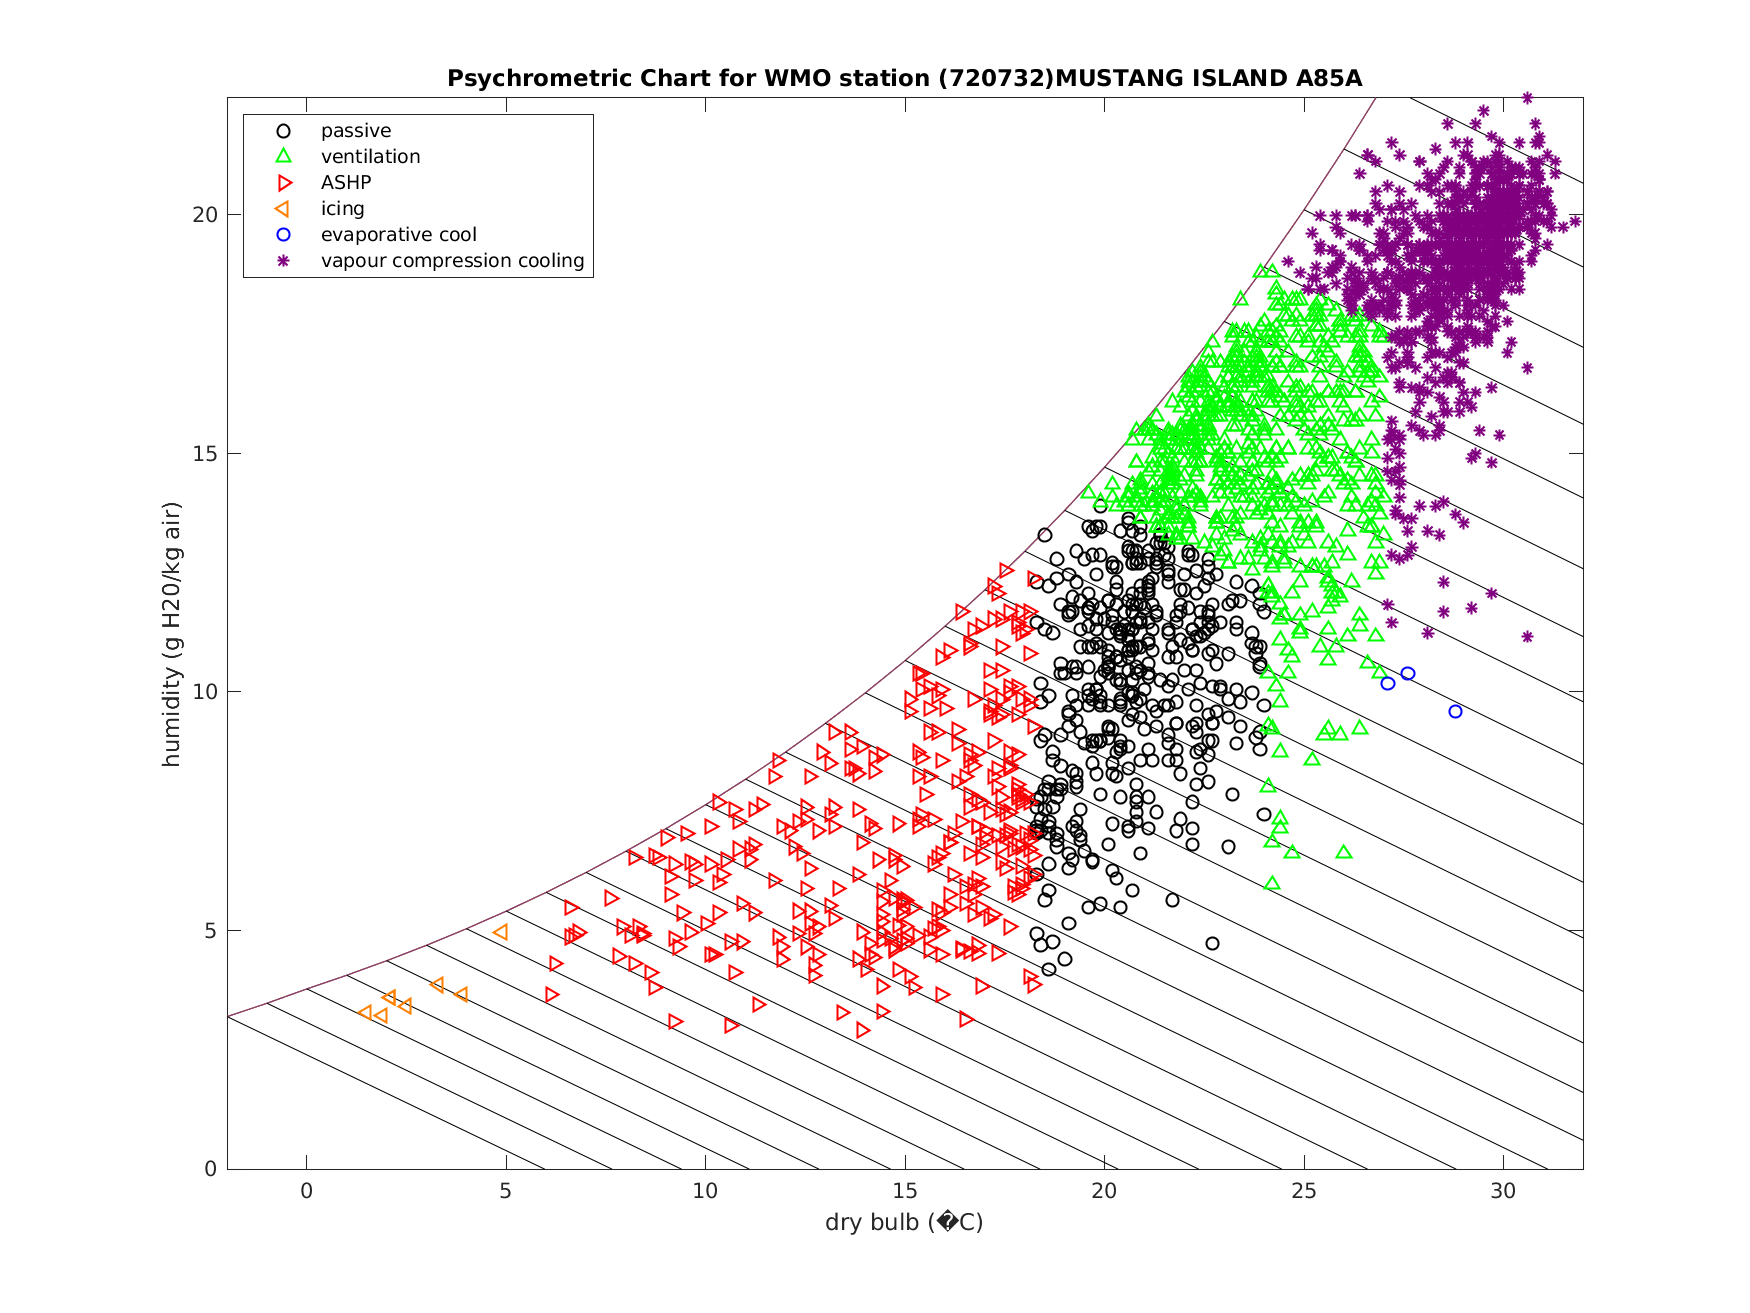 Psychrometric Chart for WMO station (720732)MUSTANG ISLAND A85A
passive
ventilation
ASHP
icing
evaporative cool
vapour compression cooling
humidity (g H20/kg air)
20
15
10
5
0
0 5 10 15 20 25 30
dry bulb (�C)